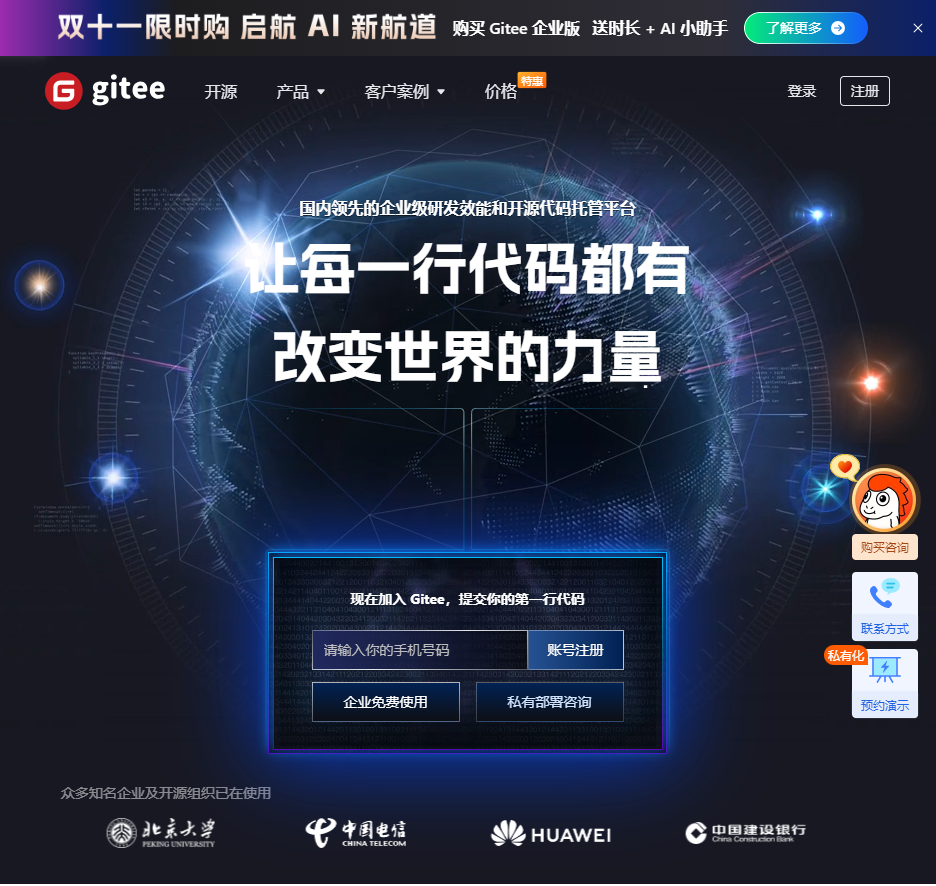 双十一限时购 启航 AI 新航道 购买 Gitee 企业版 送时长 + AI 小助手 了解更多
gitee 开源 产品 客户案例 价格 特惠 登录 注册
国内领先的企业级研发效能和开源代码托管平台
让每一行代码都有
改变世界的力量
购买咨询
现在加入 Gitee，提交你的第一行代码
联系方式
请输入你的手机号码 账号注册
私有化
企业免费使用 私有部署咨询
预约演示
众多知名企业及开源组织已在使用
北京大学 中国电信 HUAWEI 中国建设银行
PEKING UNIVERSITY CHINA TELECOM China Construction Bank